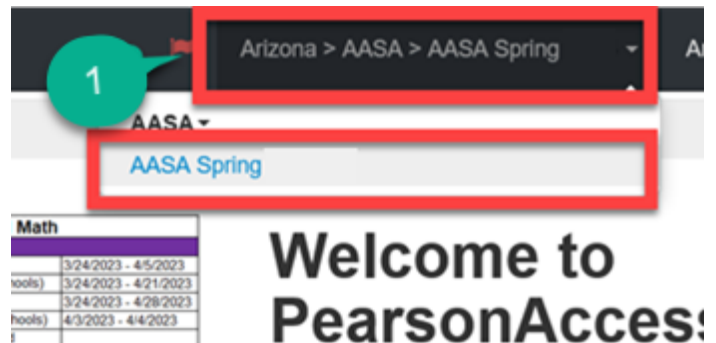 Arizona > AASA > AASA Spring
1
AASA
AASA Spring
Math
3/24/2023 - 4/5/2023
ools) 3/24/2023 - 4/21/2023
3/24/2023 - 4/28/2023
hools) 4/3/2023 - 4/4/2023
Welcome to
PearsonAccess